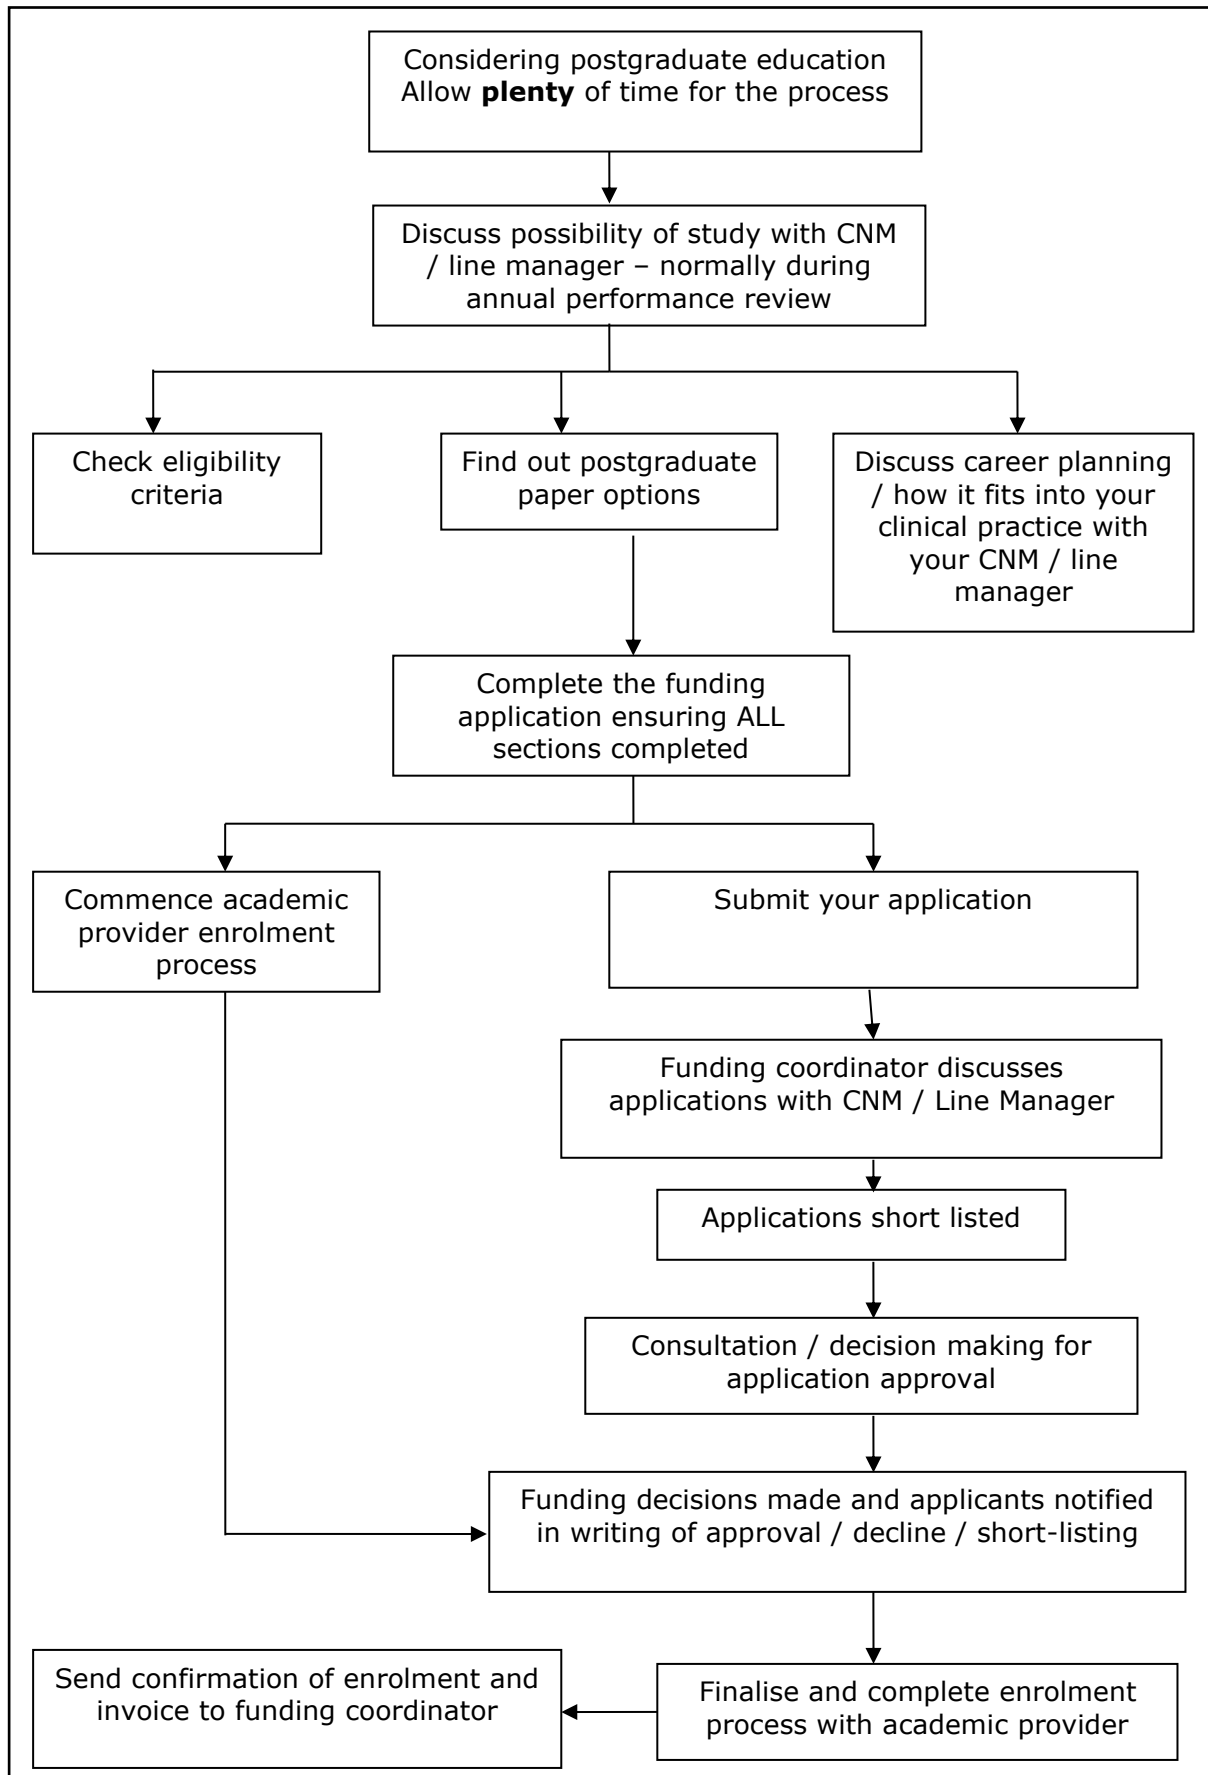 Considering postgraduate education
Allow plenty of time for the process
Discuss possibility of study with CNM
/ line manager – normally during
annual performance review
Check eligibility
criteria
Find out postgraduate
paper options
Discuss career planning
/ how it fits into your
clinical practice with
your CNM / line
manager
Complete the funding
application ensuring ALL
sections completed
Commence academic
provider enrolment
process
Submit your application
Funding coordinator discusses
applications with CNM / Line Manager
Applications short listed
Consultation / decision making for
application approval
Funding decisions made and applicants notified
in writing of approval / decline / short-listing
Send confirmation of enrolment and
invoice to funding coordinator
Finalise and complete enrolment
process with academic provider